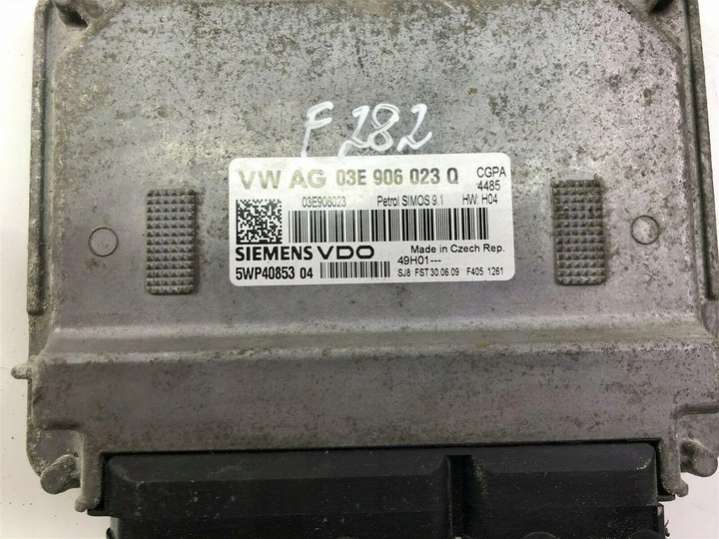 F 282
VW AG 03E 906 023 Q CGPA
4485
03E906023 Petrol SIMOS 9.1 HW: H04
SIEMENS VDO Made in Czech Rep.
49H01---
5WP40853 04 SJ8 FST 30.06.09 F405 1261